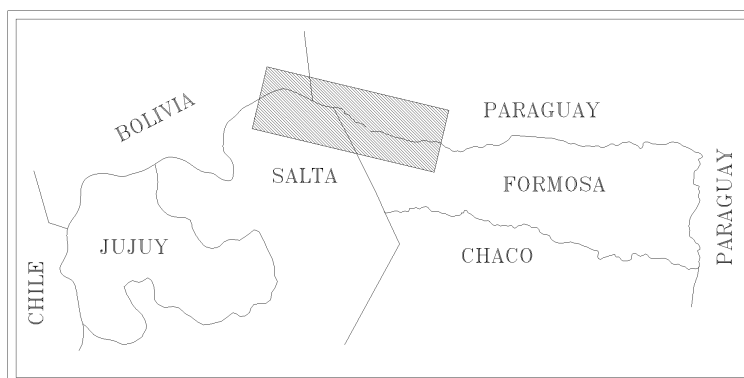 BOLIVIA
PARAGUAY
SALTA
FORMOSA
PARAGUAY
JUJUY
CHACO
CHILE